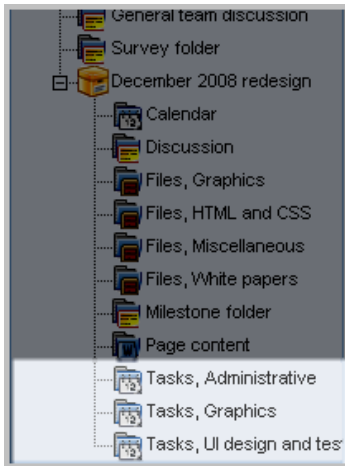 General team discussion
Survey folder
December 2008 redesign
Calendar
Discussion
Files, Graphics
Files, HTML and CSS
Files, Miscellaneous
Files, White papers
Milestone folder
Page content
Tasks, Administrative
Tasks, Graphics
Tasks, UI design and tes